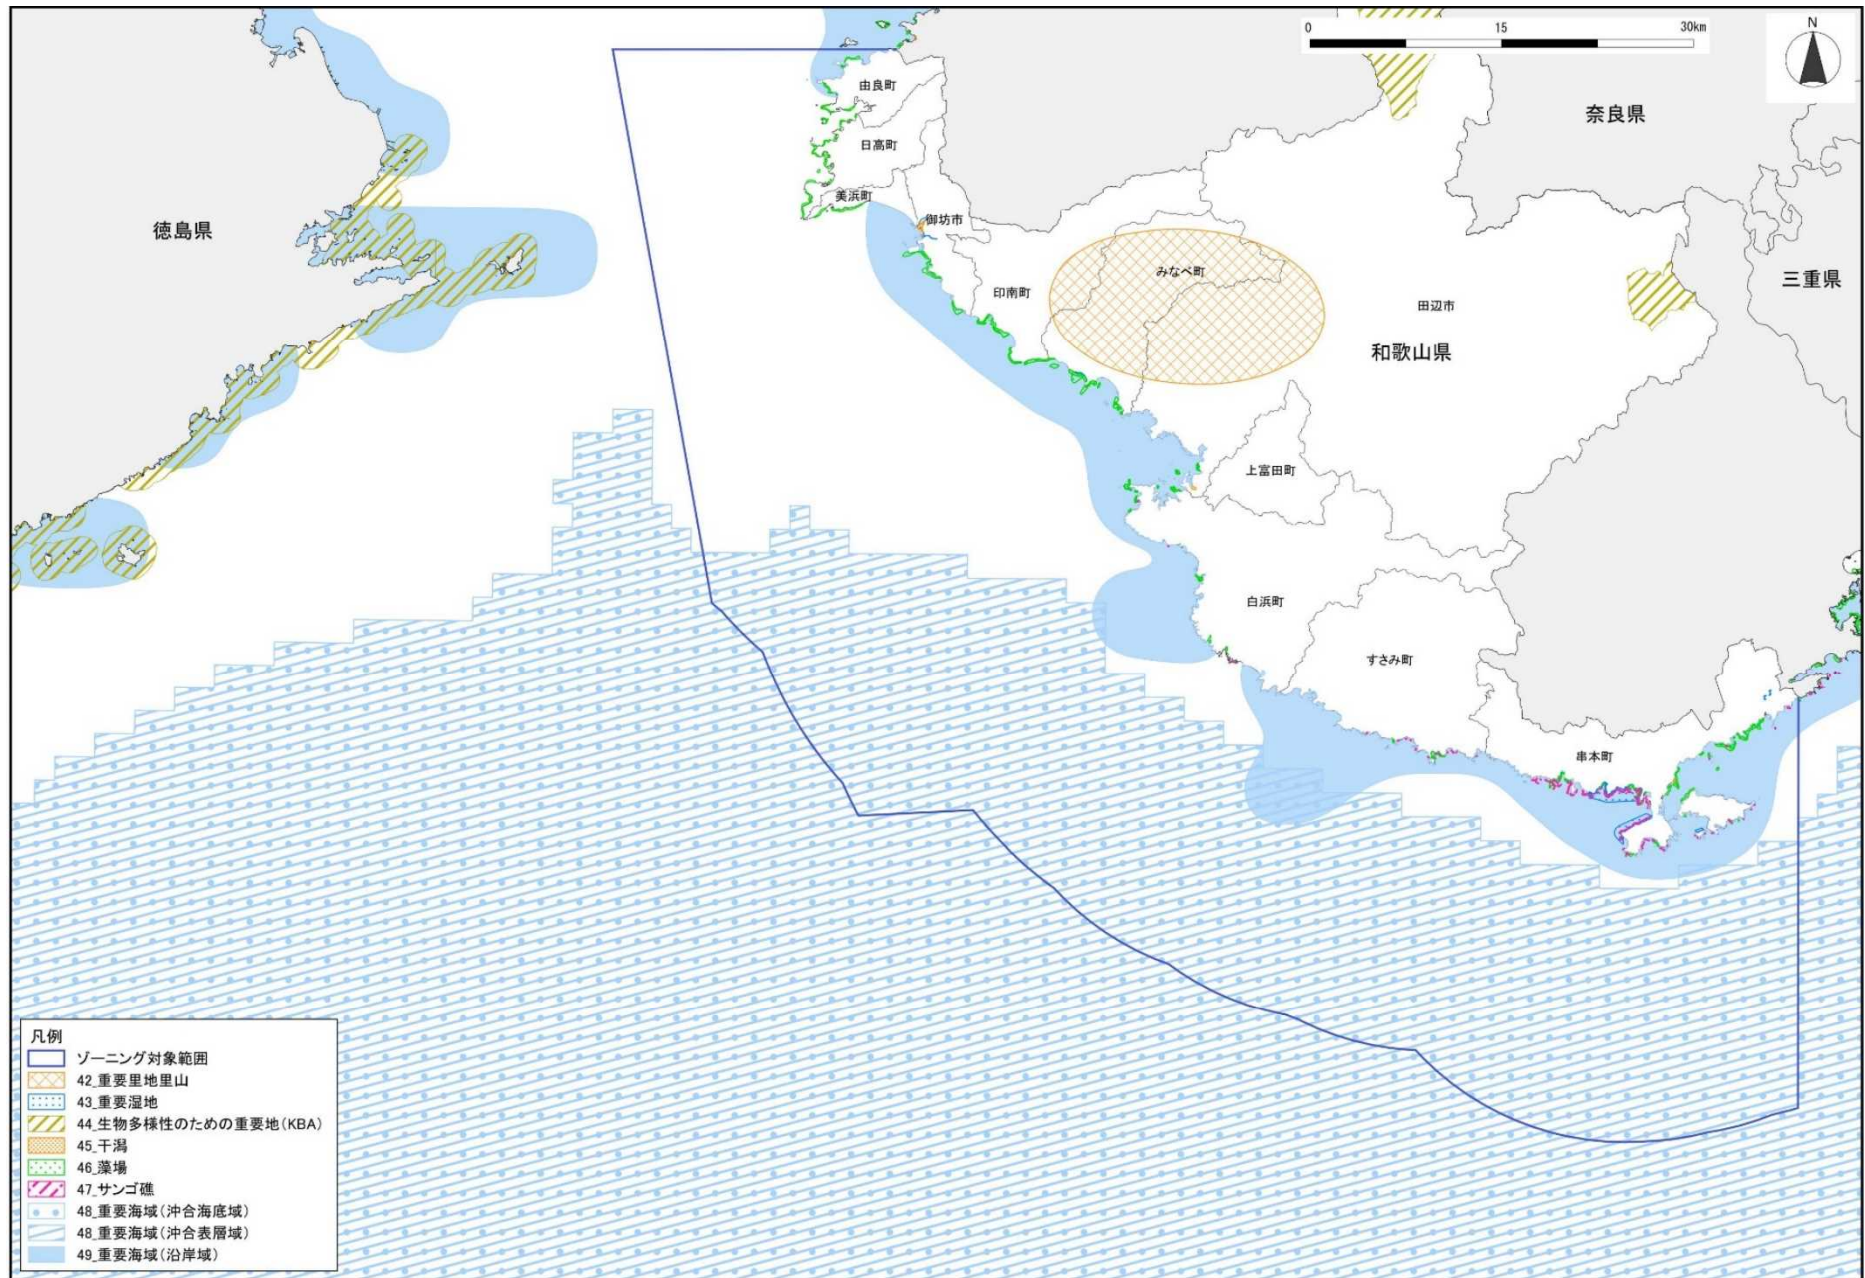 0 15 30km
N
由良町
奈良県
日高町
美浜町
御坊市
徳島県
みなべ町
三重県
印南町
田辺市
和歌山県
上富田町
白浜町
すさみ町
串本町
凡例
ゾーニング対象範囲
42_重要里地里山
43_重要湿地
44_生物多様性のための重要地(KBA)
45_干潟
46_藻場
47_サンゴ礁
48_重要海域(沖合海底域)
48_重要海域(沖合表層域)
49_重要海域(沿岸域)